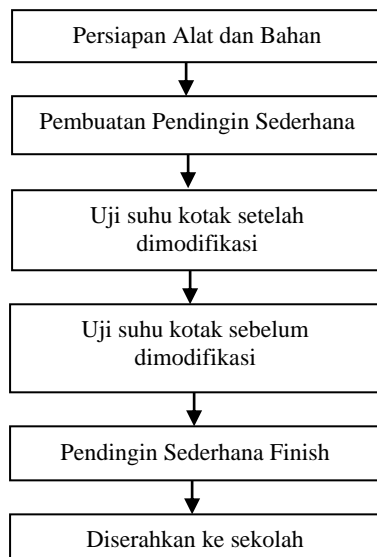 Persiapan Alat dan Bahan
Pembuatan Pendingin Sederhana
Uji suhu kotak setelah
dimodifikasi
Uji suhu kotak sebelum
dimodifikasi
Pendingin Sederhana Finish
Diserahkan ke sekolah